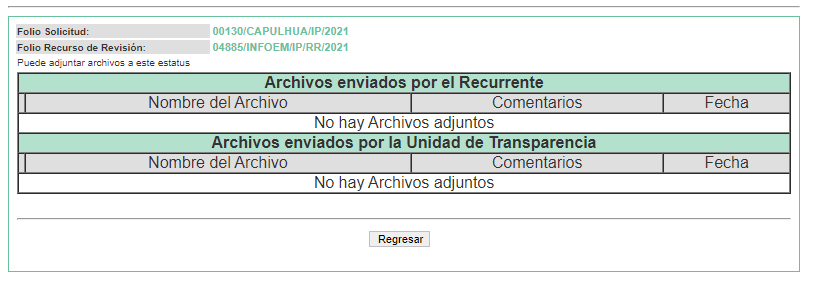 Folio Solicitud: 00130/CAPULHUA/IP/2021
Folio Recurso de Revisión: 04885/INFOEM/IP/RR/2021
Puede adjuntar archivos a este estatus
Archivos enviados por el Recurrente
Nombre del Archivo Comentarios Fecha
No hay Archivos adjuntos
Archivos enviados por la Unidad de Transparencia
Nombre del Archivo Comentarios Fecha
No hay Archivos adjuntos
Regresar